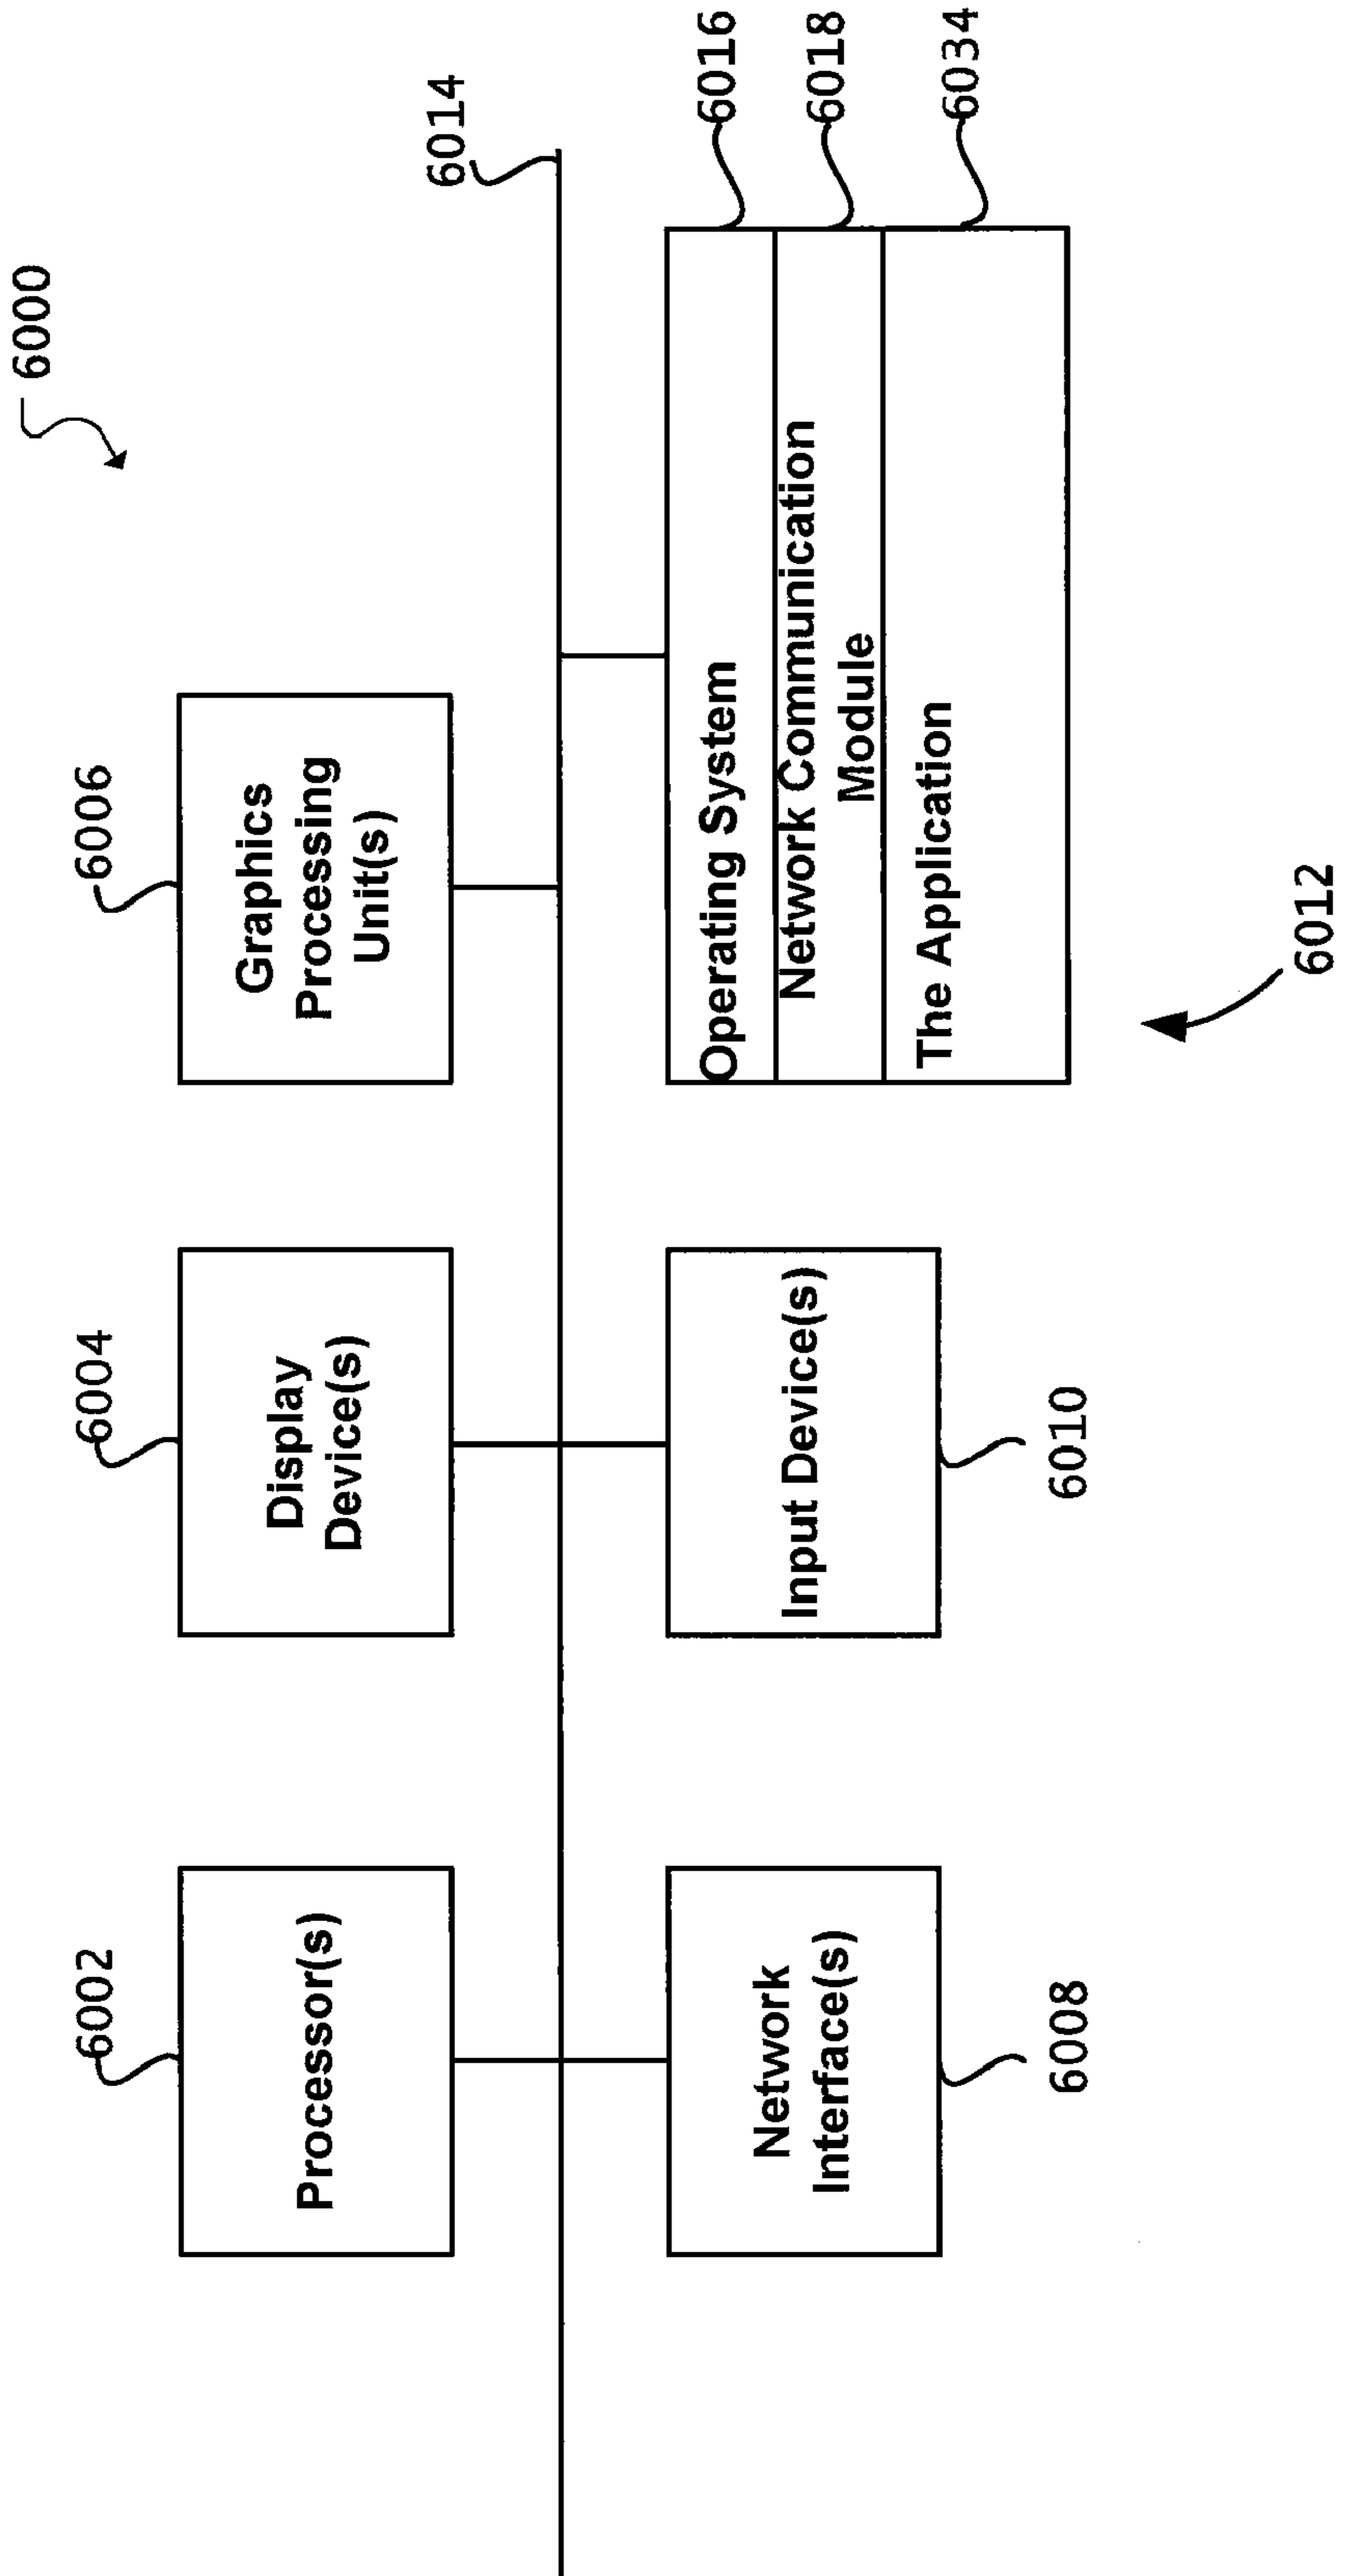 6000
6002
6004
6006
Processor(s)
Display
Device(s)
Graphics
Processing
Unit(s)
6014
Network
Interface(s)
Input Device(s)
Operating System
Network Communication
Module
The Application
6016
6018
6034
6008
6010
6012